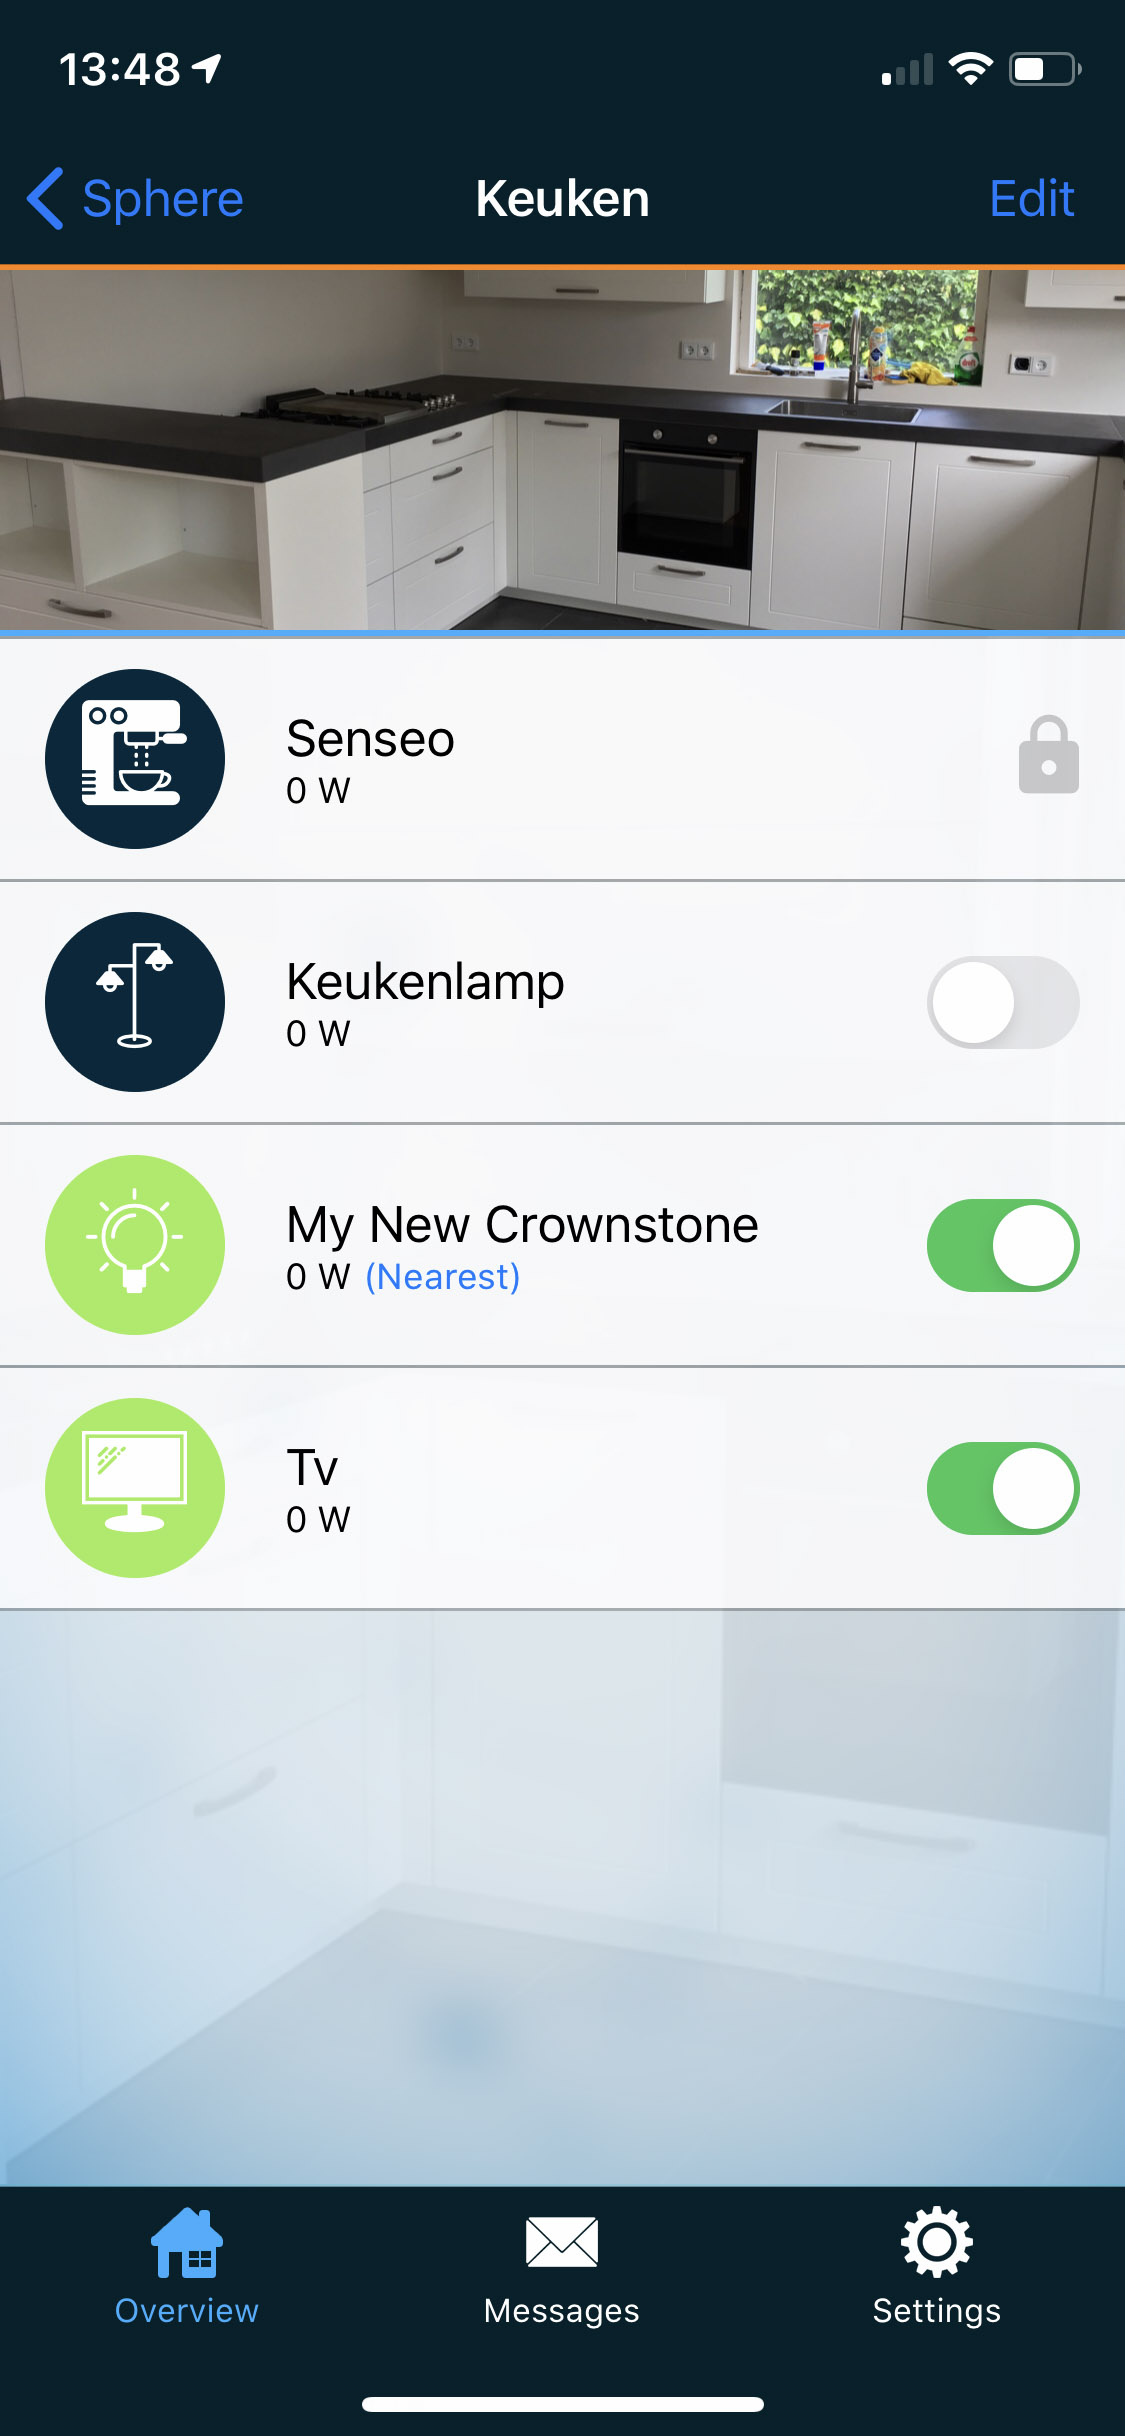 13:48
Sphere
Keuken
Edit
Senseo
0 W
Keukenlamp
0 W
My New Crownstone
0 W (Nearest)
Tv
0 W
Overview
Messages
Settings